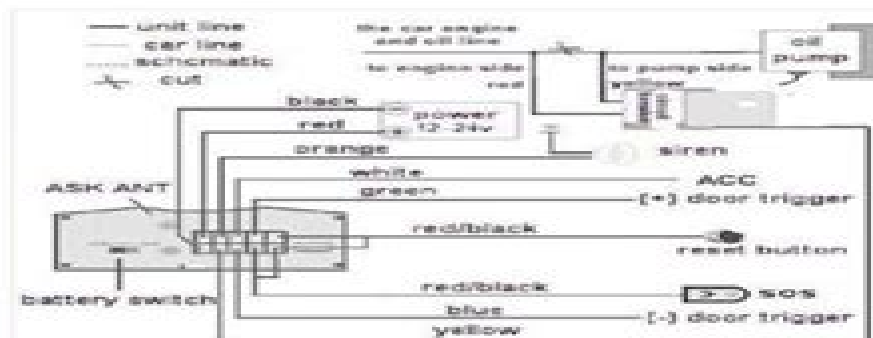 unit line
car line
schematic
cut
the car engine
and oil line
to engine side
red
to pump side
yellow
oil
pump
black
red
power
12-24v
orange
siren
white
ACC
green
[+] door trigger
ASK ANT
red/black
reset button
battery switch
red/black
SOS
blue
[-] door trigger
yellow